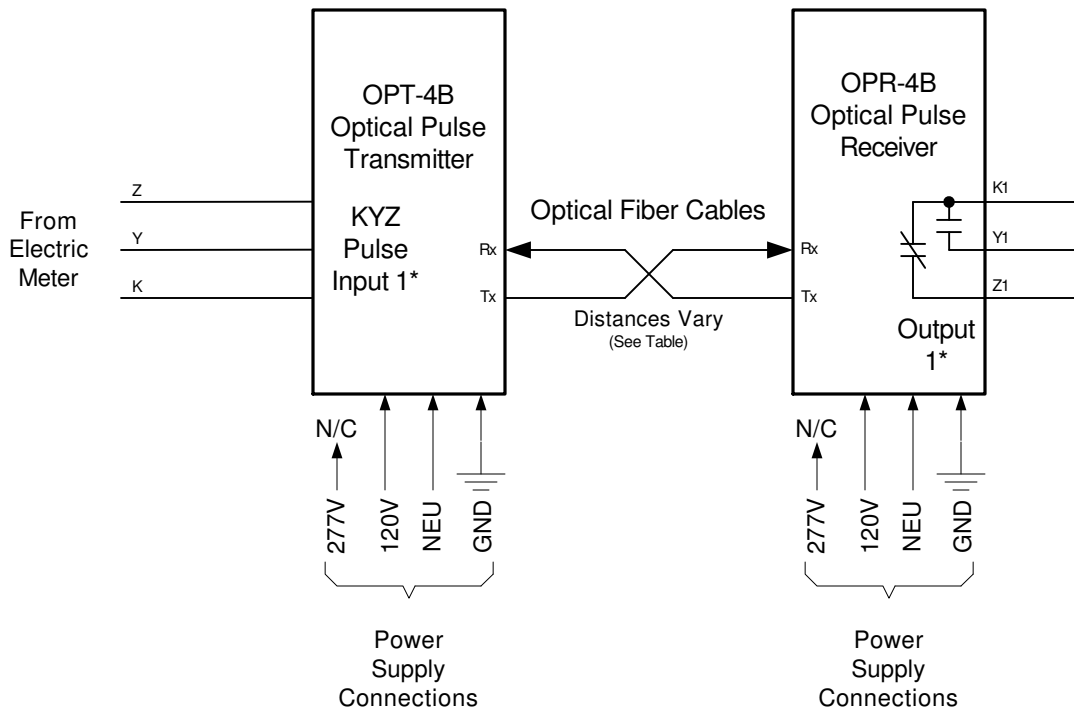 OPT-4B
Optical Pulse
Transmitter
KYZ
Pulse
Input 1*
Z
Y
K
From
Electric
Meter
Rx
Tx
Optical Fiber Cables
Distances Vary
(See Table)
OPR-4B
Optical Pulse
Receiver
Rx
Tx
K1
Y1
Z1
Output
1*
N/C
277V
120V
NEU
GND
Power
Supply
Connections
N/C
277V
120V
NEU
GND
Power
Supply
Connections